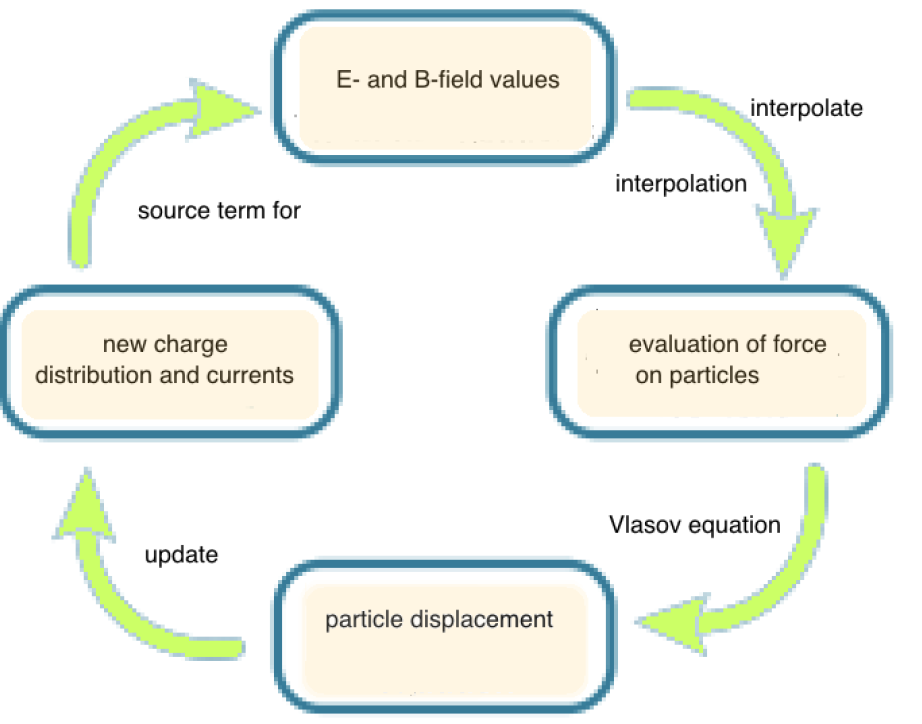 E- and B-field values
interpolate
interpolation
source term for
new charge
distribution and currents
evaluation of force
on particles
Vlasov equation
update
particle displacement